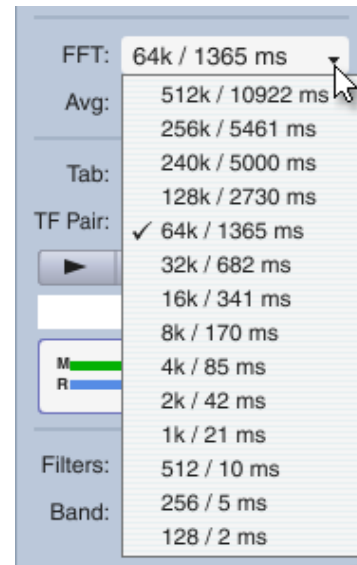 FFT: 64k / 1365 ms
512k / 10922 ms
Avg:
256k / 5461 ms
240k / 5000 ms
Tab:
128k / 2730 ms
TF Pair:
✓ 64k / 1365 ms
32k / 682 ms
16k / 341 ms
8k / 170 ms
M
4k / 85 ms
R
2k / 42 ms
1k / 21 ms
Filters:
512 / 10 ms
256 / 5 ms
Band:
128 / 2 ms